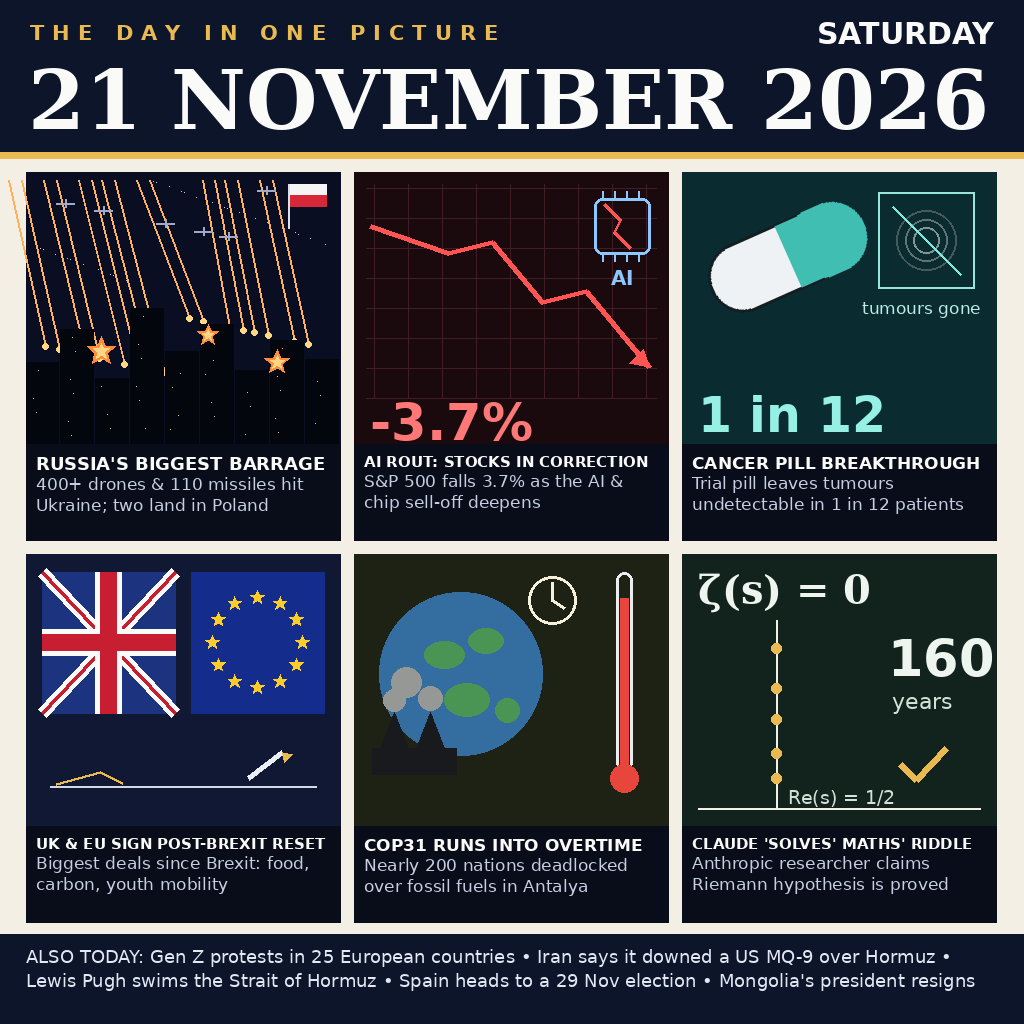 THE DAY IN ONE PICTURE
SATURDAY
21 NOVEMBER 2026
RUSSIA'S BIGGEST BARRAGE
400+ drones & 110 missiles hit
Ukraine; two land in Poland
AI
-3.7%
AI ROUT: STOCKS IN CORRECTION
S&P 500 falls 3.7% as the AI &
chip sell-off deepens
tumours gone
1 in 12
CANCER PILL BREAKTHROUGH
Trial pill leaves tumours
undetectable in 1 in 12 patients
UK & EU SIGN POST-BREXIT RESET
Biggest deals since Brexit: food,
carbon, youth mobility
COP31 RUNS INTO OVERTIME
Nearly 200 nations deadlocked
over fossil fuels in Antalya
ζ(s) = 0
160
years
Re(s) = 1/2
CLAUDE 'SOLVES' MATHS' RIDDLE
Anthropic researcher claims
Riemann hypothesis is proved
ALSO TODAY: Gen Z protests in 25 European countries • Iran says it downed a US MQ-9 over Hormuz •
Lewis Pugh swims the Strait of Hormuz • Spain heads to a 29 Nov election • Mongolia's president resigns